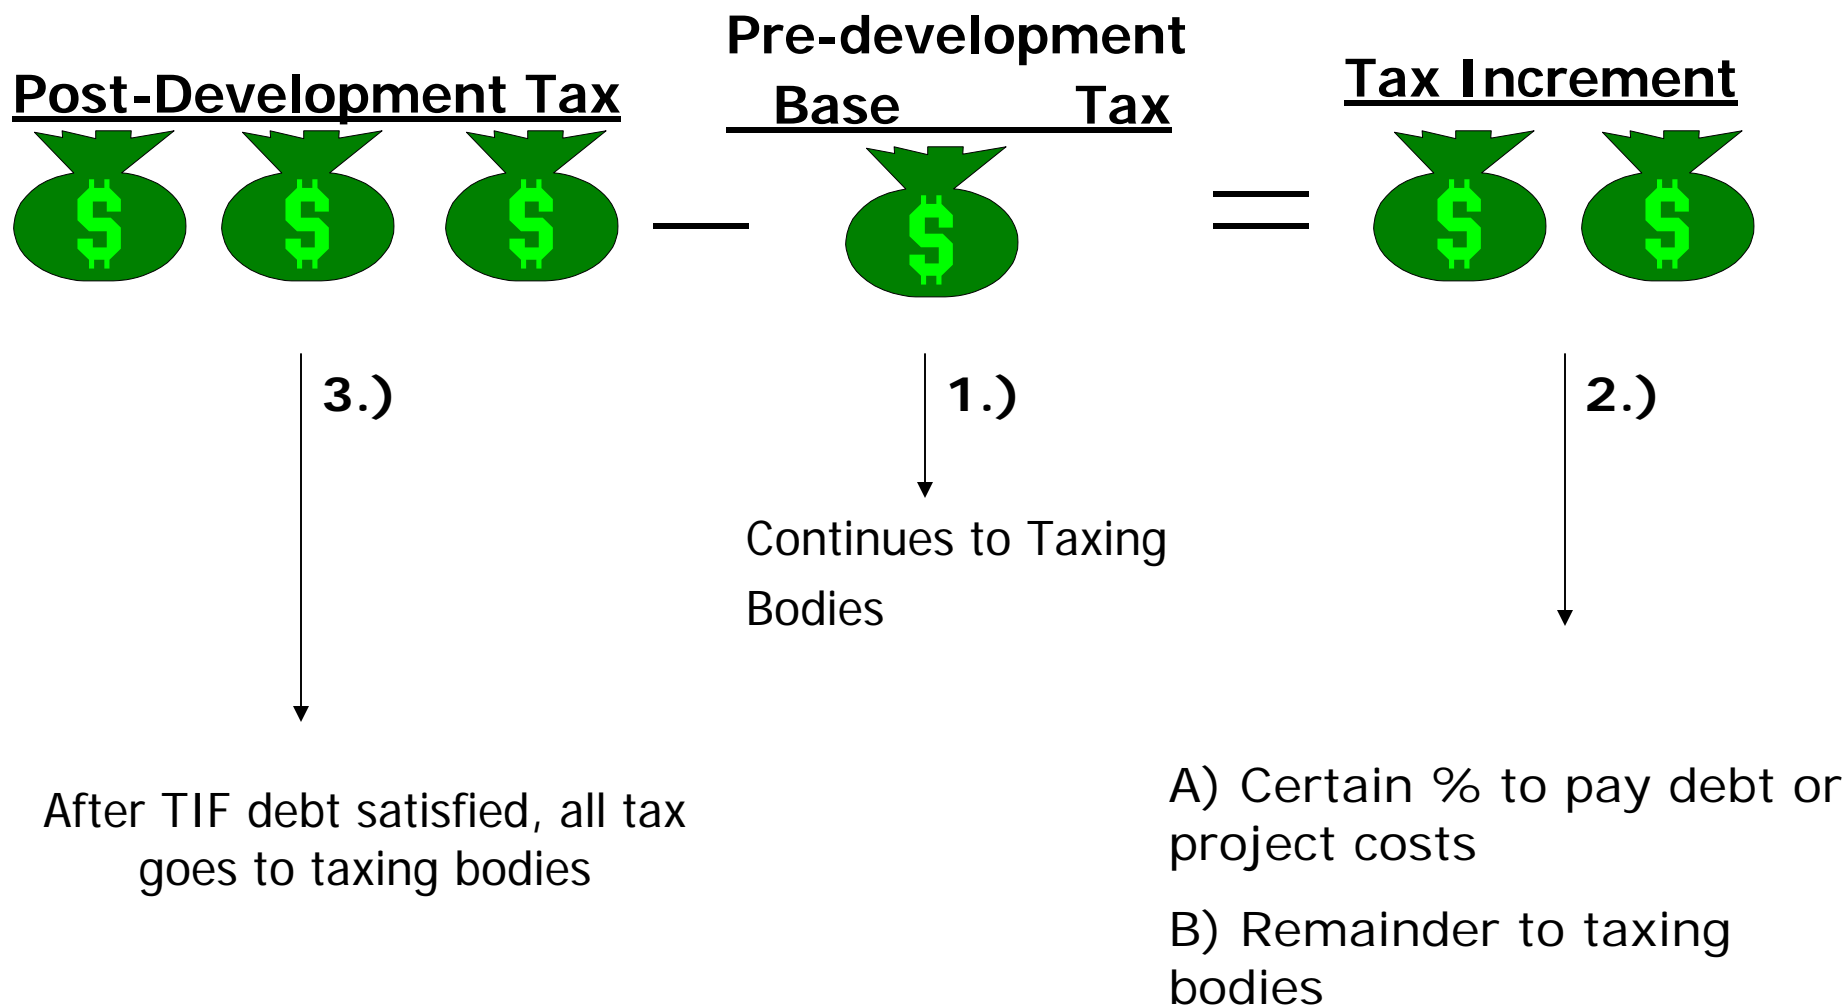 Post-Development Tax
Pre-development
Base Tax
Tax Increment
$ $ $ — $ = $ $
3.)
1.)
2.)
Continues to Taxing
Bodies
After TIF debt satisfied, all tax
goes to taxing bodies
A) Certain % to pay debt or
project costs
B) Remainder to taxing
bodies